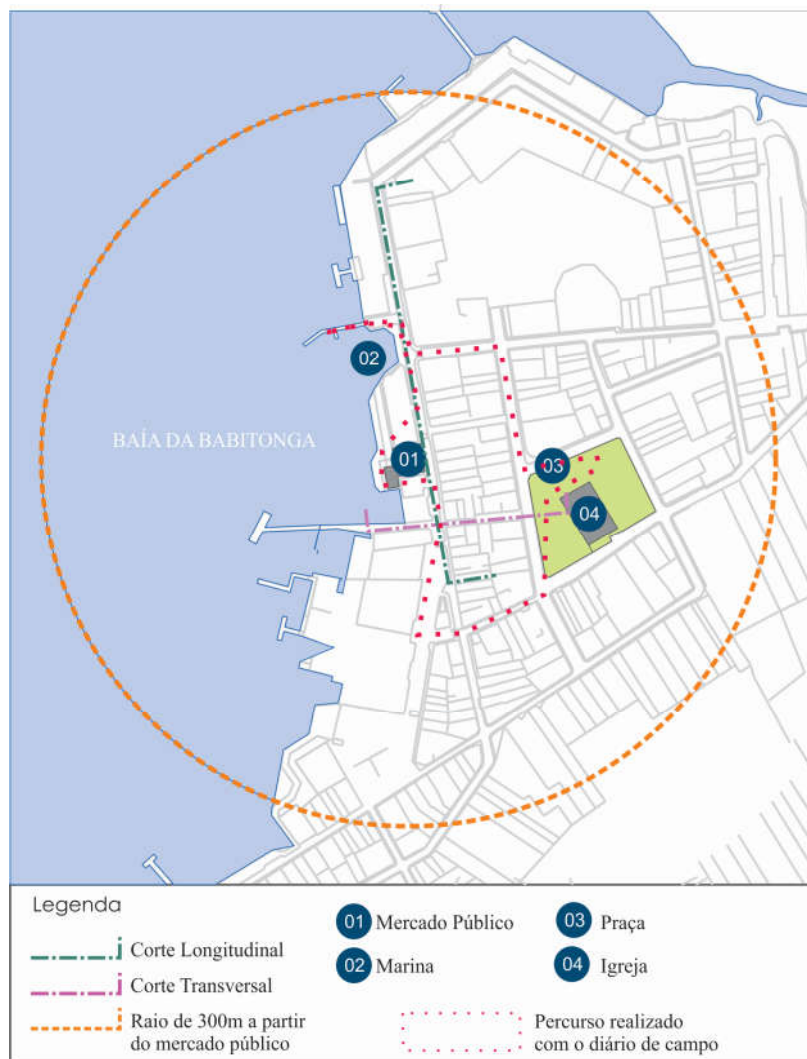 02
01
BAÍA DA BABITONGA
03
04
Legenda
Corte Longitudinal
Corte Transversal
Raio de 300m a partir
do mercado público
01 Mercado Público
02 Marina
03 Praça
04 Igreja
Percurso realizado
com o diário de campo